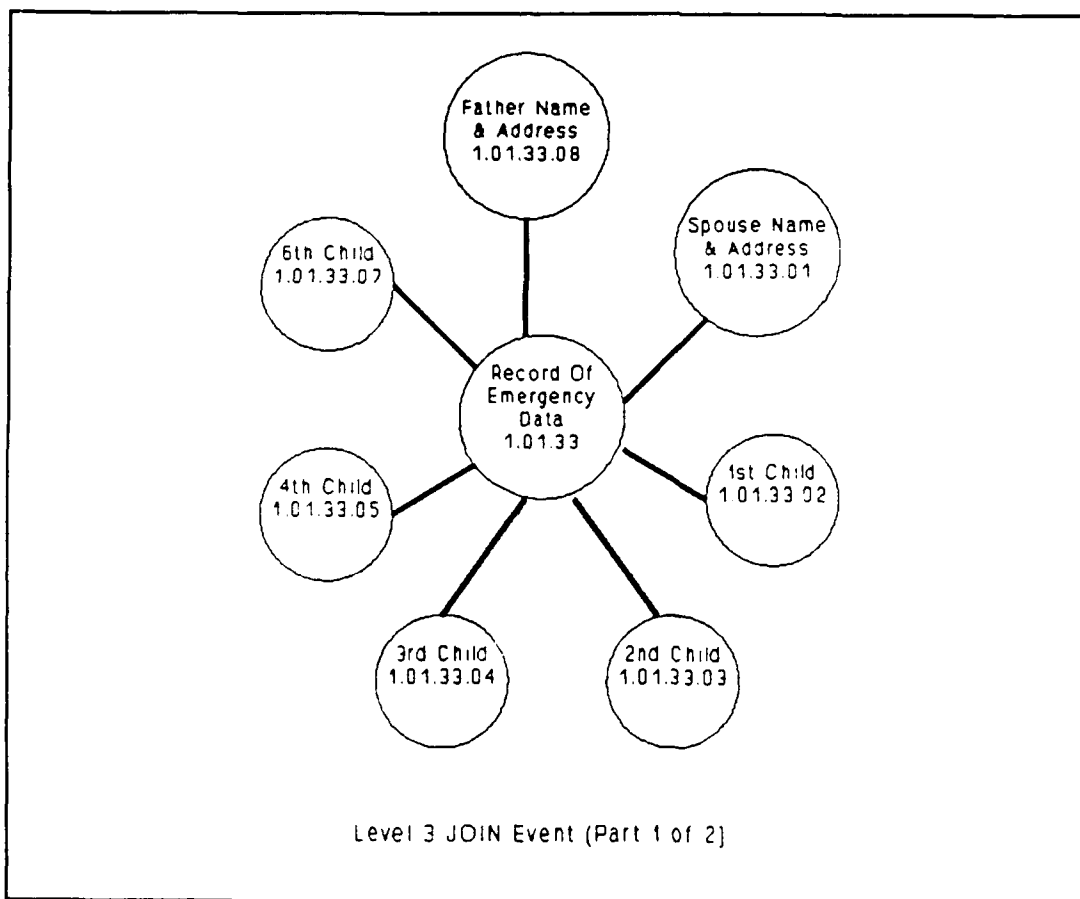 Father Name
& Address
1.01.33.08
Spouse Name
& Address
1.01.33.01
6th Child
1.01.33.07
Record Of
Emergency
Data
1.01.33
1st Child
1.01.33.02
4th Child
1.01.33.05
3rd Child
1.01.33.04
2nd Child
1.01.33.03
Level 3 JOIN Event (Part 1 of 2)